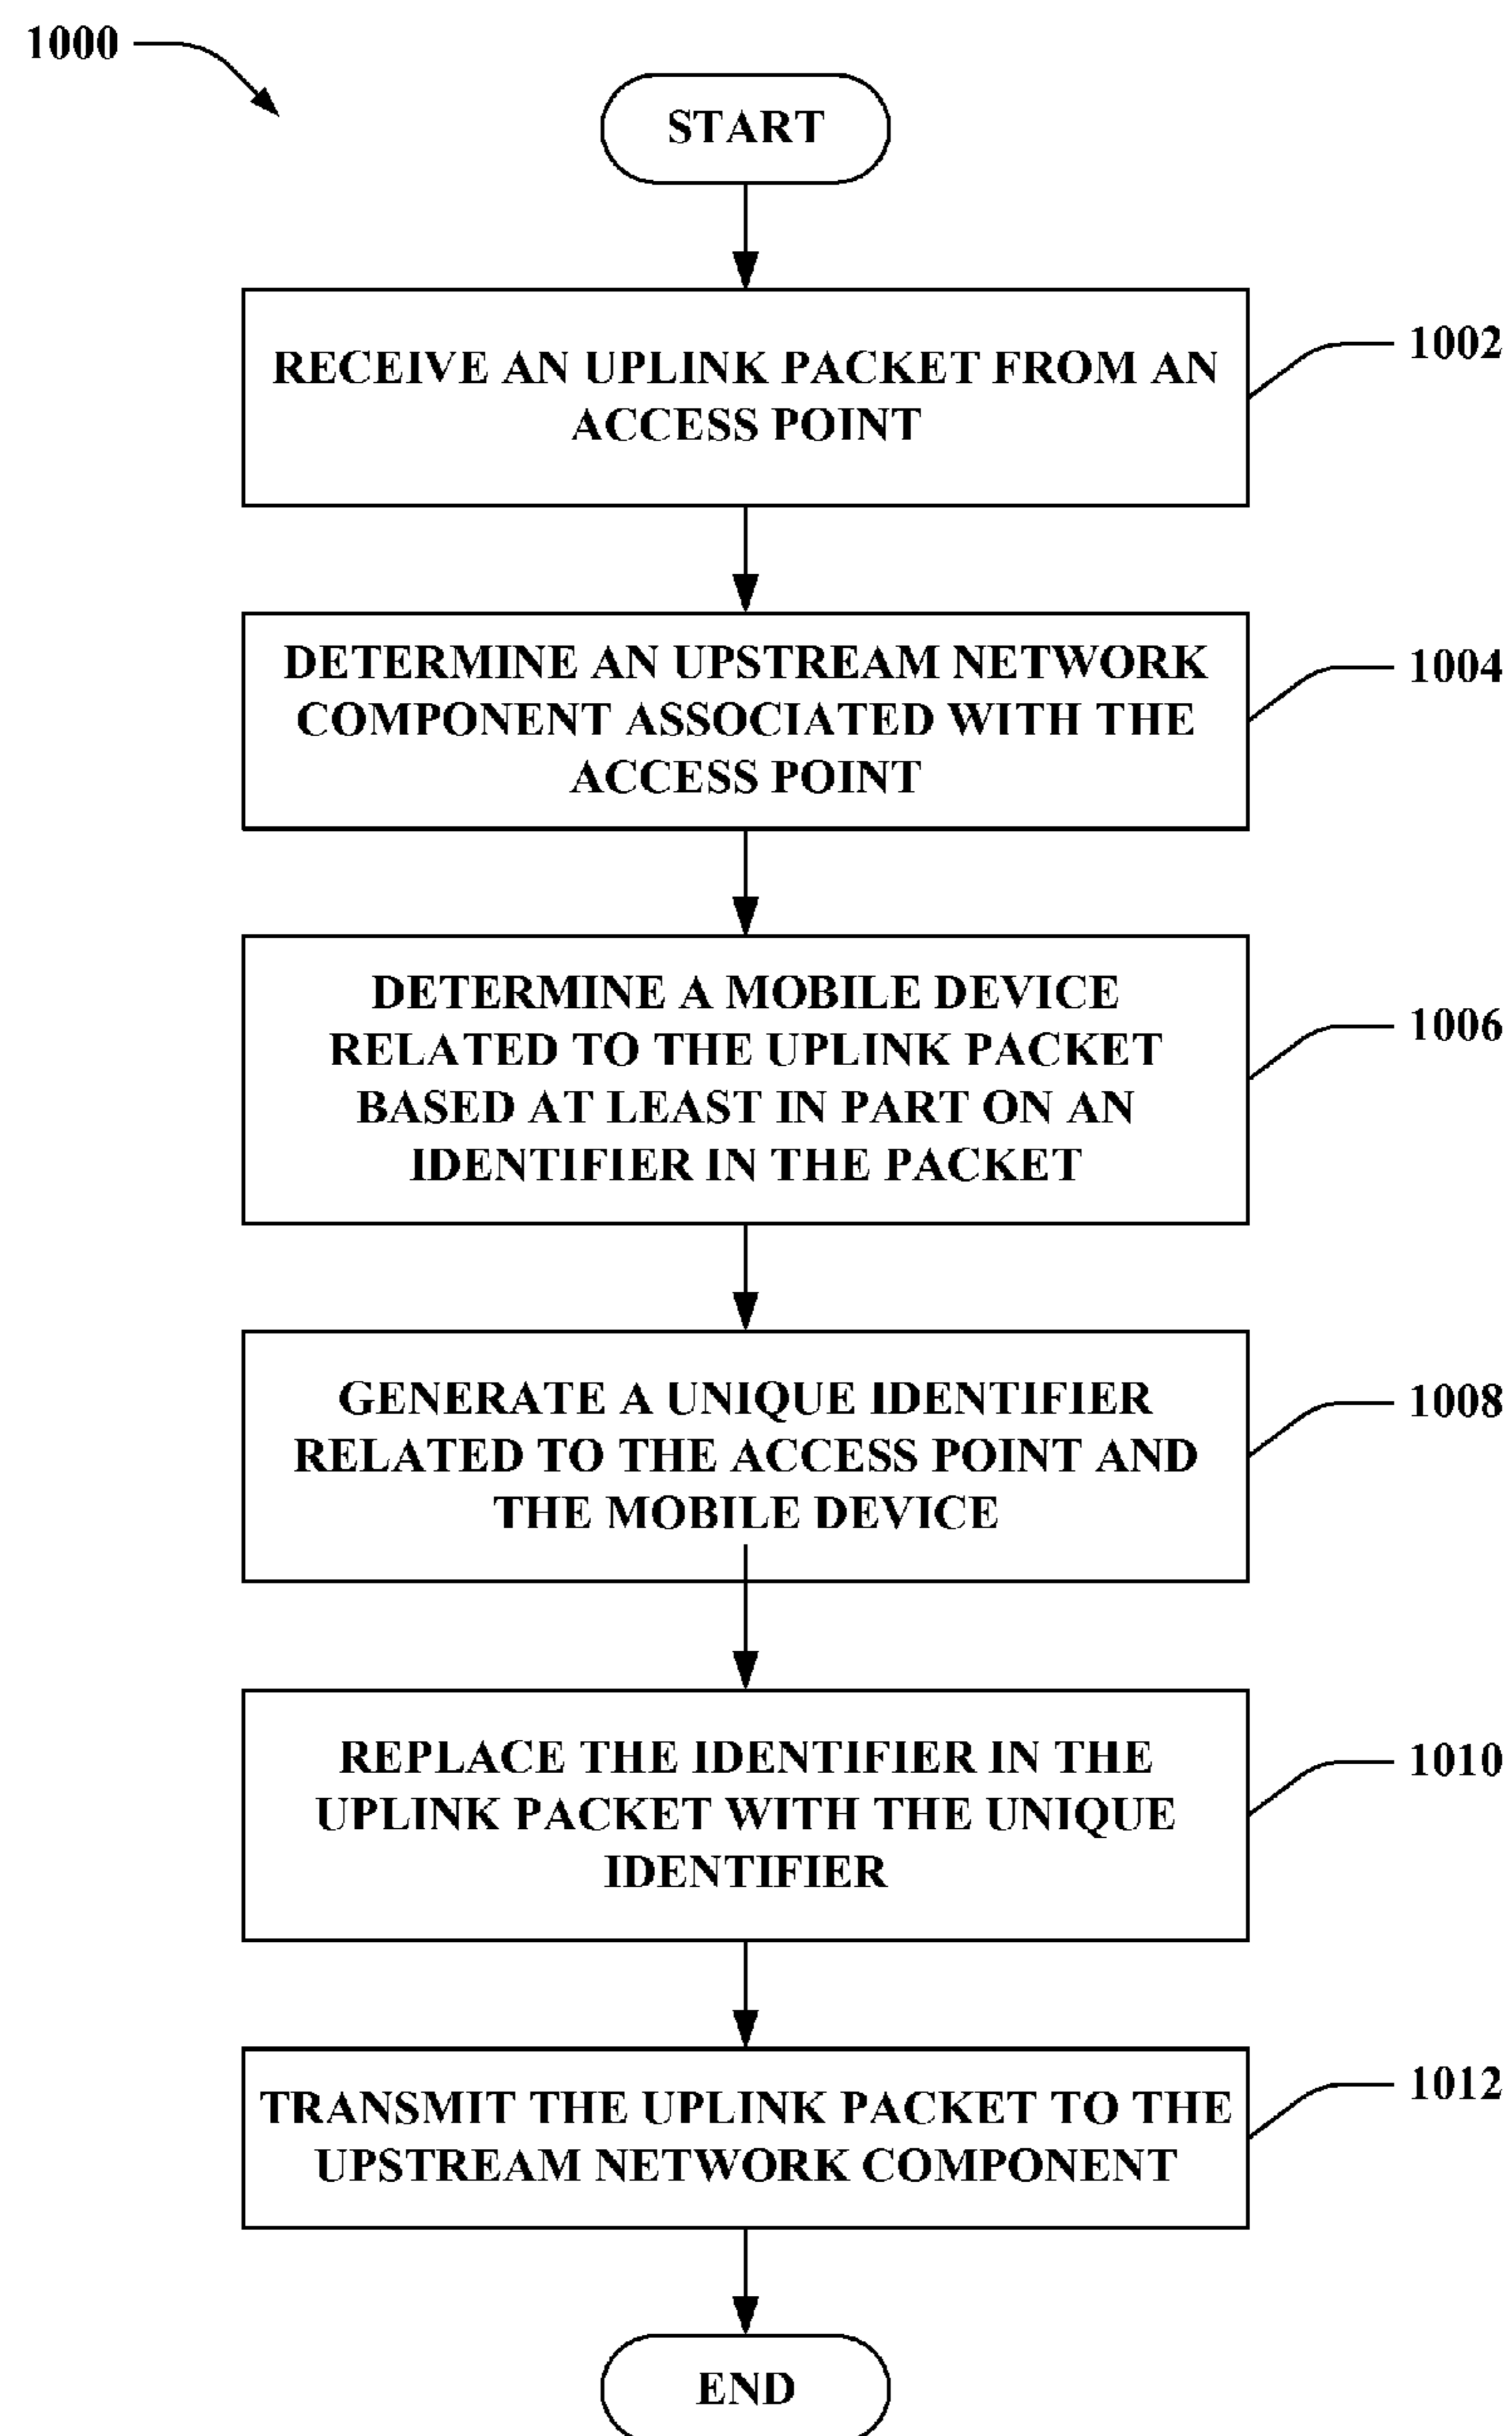 1000
START
RECEIVE AN UPLINK PACKET FROM AN
ACCESS POINT
1002
DETERMINE AN UPSTREAM NETWORK
COMPONENT ASSOCIATED WITH THE
ACCESS POINT
1004
DETERMINE A MOBILE DEVICE
RELATED TO THE UPLINK PACKET
BASED AT LEAST IN PART ON AN
IDENTIFIER IN THE PACKET
1006
GENERATE A UNIQUE IDENTIFIER
RELATED TO THE ACCESS POINT AND
THE MOBILE DEVICE
1008
REPLACE THE IDENTIFIER IN THE
UPLINK PACKET WITH THE UNIQUE
IDENTIFIER
1010
TRANSMIT THE UPLINK PACKET TO THE
UPSTREAM NETWORK COMPONENT
1012
END